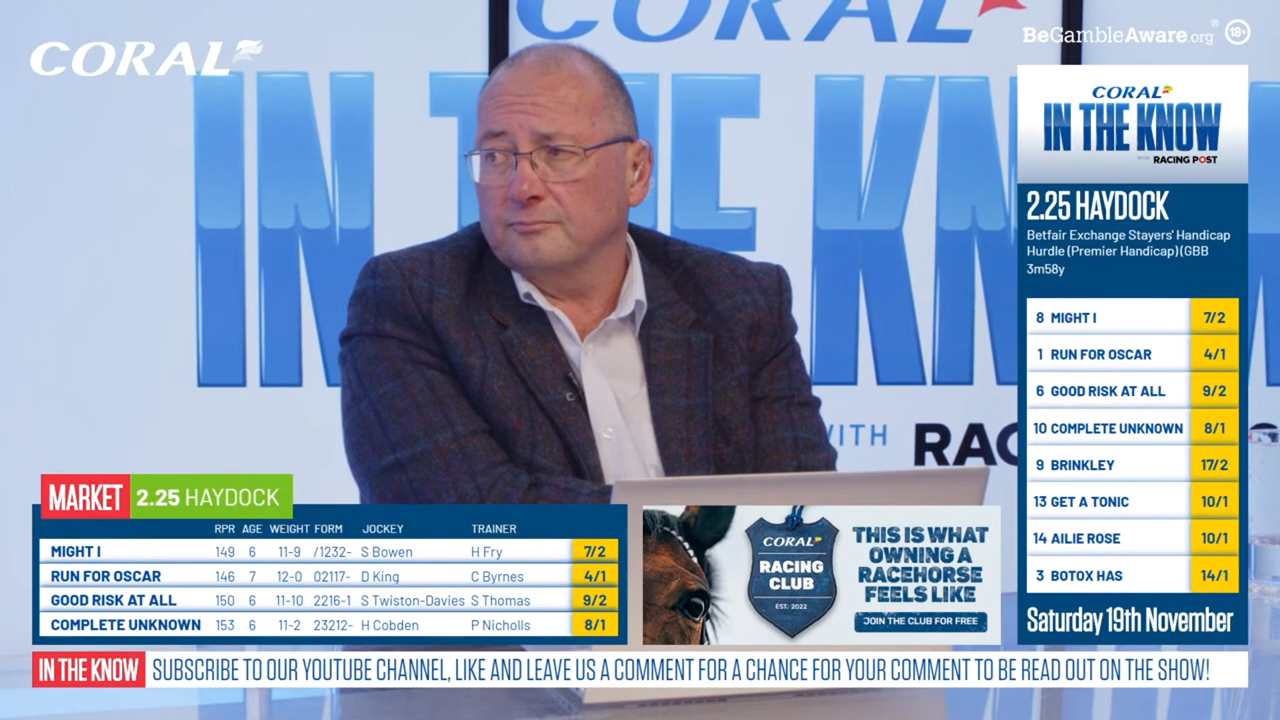 CORAL
CORAL
BeGambleAware.org® 18+
IN THE KNOW
WITH RAC
CORAL
IN THE KNOW
WITH RACING POST
2.25 HAYDOCK
Betfair Exchange Stayers' Handicap
Hurdle (Premier Handicap) (GBB
3m58y
8 MIGHT I 7/2
1 RUN FOR OSCAR 4/1
6 GOOD RISK AT ALL 9/2
10 COMPLETE UNKNOWN 8/1
9 BRINKLEY 17/2
13 GET A TONIC 10/1
14 AILIE ROSE 10/1
3 BOTOX HAS 14/1
Saturday 19th November
MARKET 2.25 HAYDOCK
RPR AGE WEIGHT FORM JOCKEY TRAINER
MIGHT I 149 6 11-9 /1232- S Bowen H Fry 7/2
RUN FOR OSCAR 146 7 12-0 02117- D King C Byrnes 4/1
GOOD RISK AT ALL 150 6 11-10 2216-1 S Twiston-Davies S Thomas 9/2
COMPLETE UNKNOWN 153 6 11-2 23212- H Cobden P Nicholls 8/1
CORAL
RACING
CLUB
EST. 2022
THIS IS WHAT
OWNING A
RACEHORSE
FEELS LIKE
JOIN THE CLUB FOR FREE
IN THE KNOW SUBSCRIBE TO OUR YOUTUBE CHANNEL, LIKE AND LEAVE US A COMMENT FOR A CHANCE FOR YOUR COMMENT TO BE READ OUT ON THE SHOW!